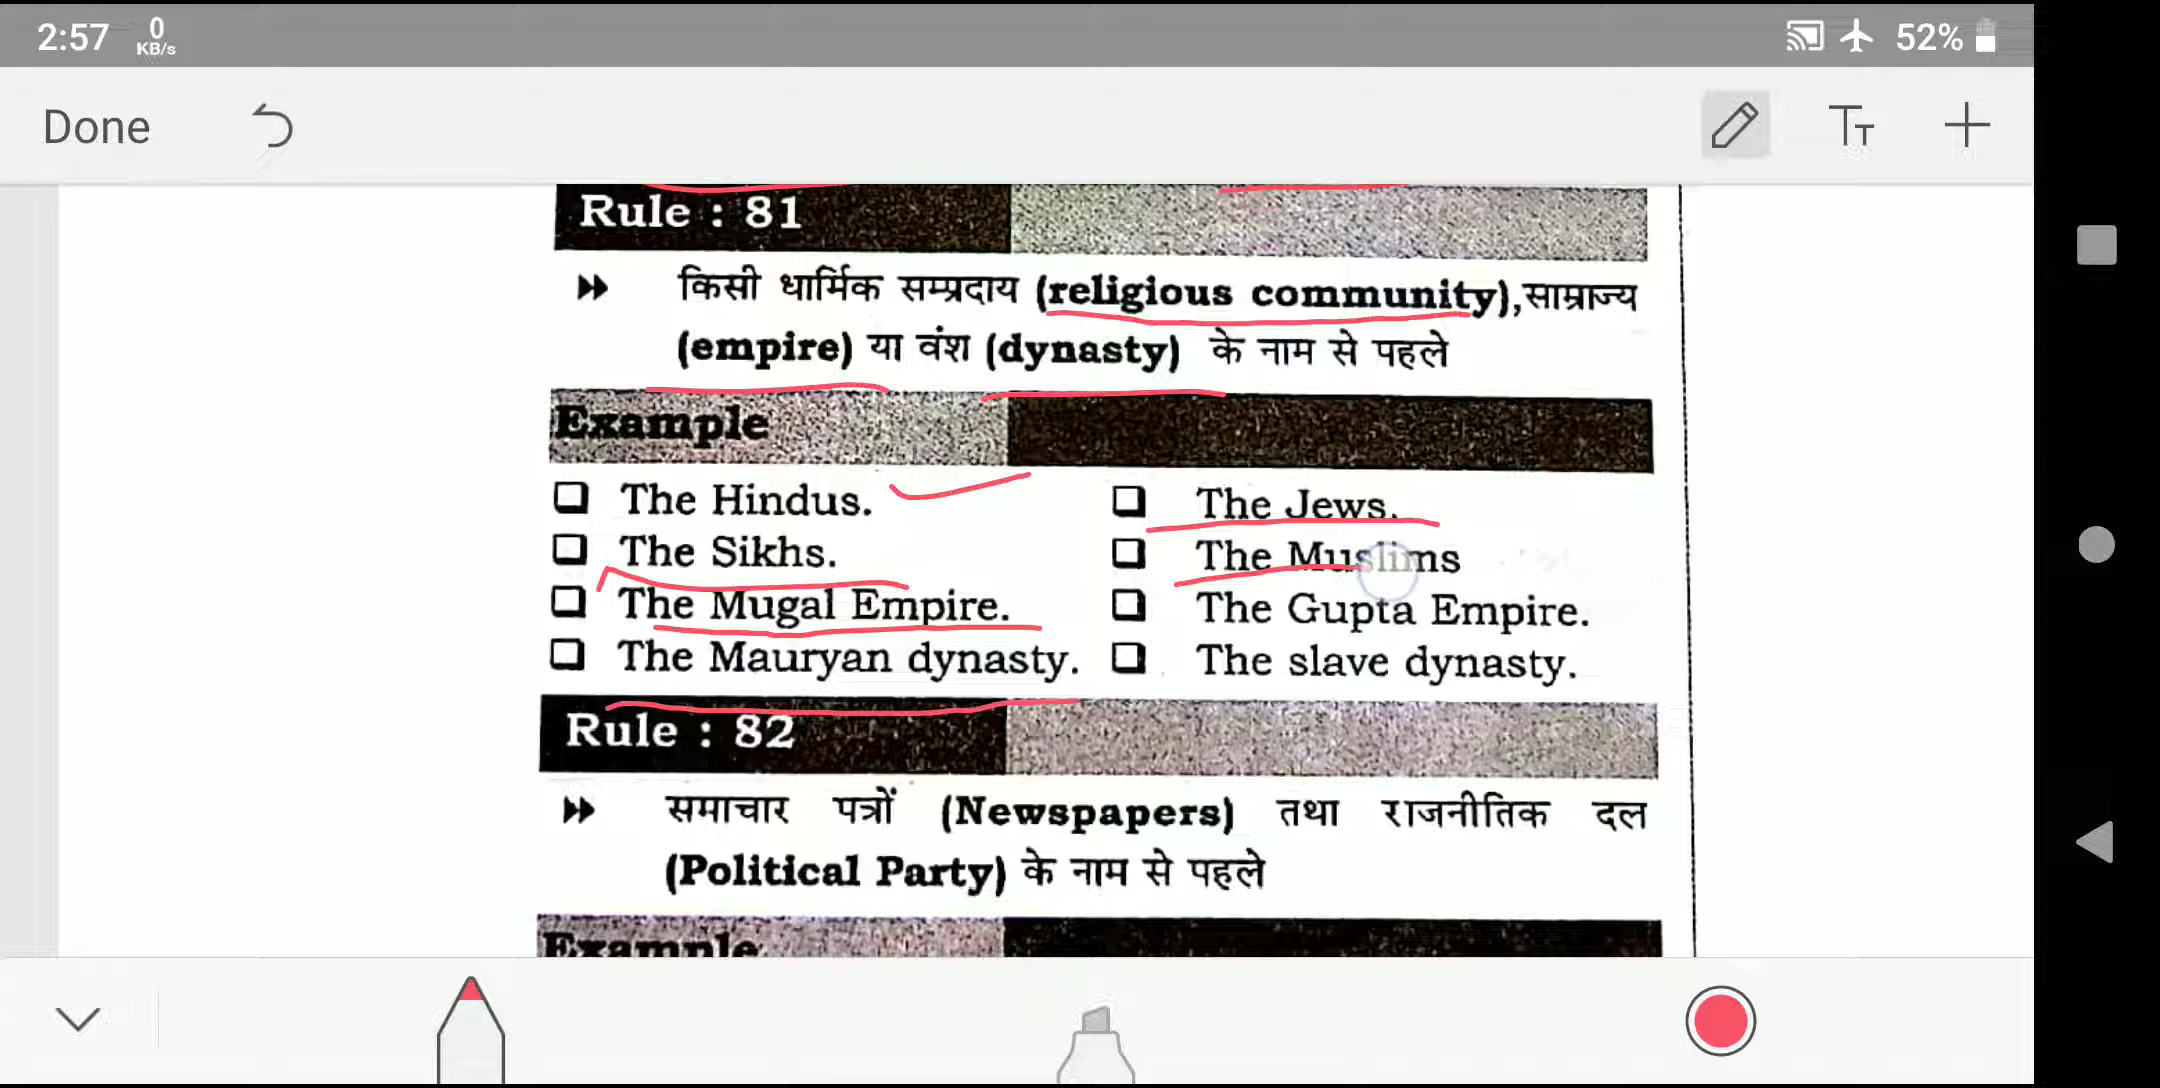 2:57 0 KB/s 52%
Done TT
Rule : 81
किसी धार्मिक सम्प्रदाय (religious community),साम्राज्य
(empire) या वंश (dynasty) के नाम से पहले
Example
The Hindus. The Jews.
The Sikhs. The Muslims
The Mugal Empire. The Gupta Empire.
The Mauryan dynasty. The slave dynasty.
Rule : 82
समाचार पत्रों (Newspapers) तथा राजनीतिक दल
(Political Party) के नाम से पहले
Example